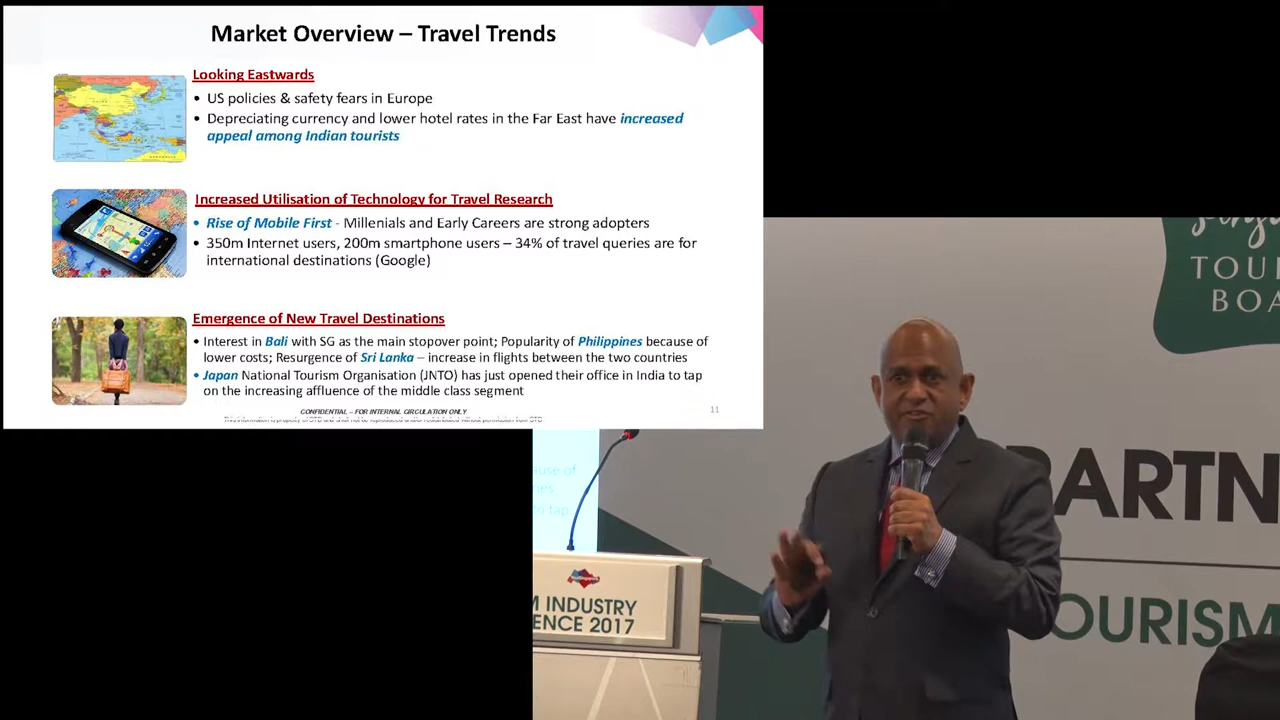 Market Overview – Travel Trends
Looking Eastwards
• US policies & safety fears in Europe
• Depreciating currency and lower hotel rates in the Far East have increased
appeal among Indian tourists
Increased Utilisation of Technology for Travel Research
• Rise of Mobile First - Millenials and Early Careers are strong adopters
• 350m Internet users, 200m smartphone users – 34% of travel queries are for
international destinations (Google)
Emergence of New Travel Destinations
• Interest in Bali with SG as the main stopover point; Popularity of Philippines because of
lower costs; Resurgence of Sri Lanka – increase in flights between the two countries
• Japan National Tourism Organisation (JNTO) has just opened their office in India to tap
on the increasing affluence of the middle class segment
CONFIDENTIAL – FOR INTERNAL CIRCULATION ONLY
11
TOU
BOA
ause of
ries
to tap
PARTN
M INDUSTRY
ENCE 2017
OURISM